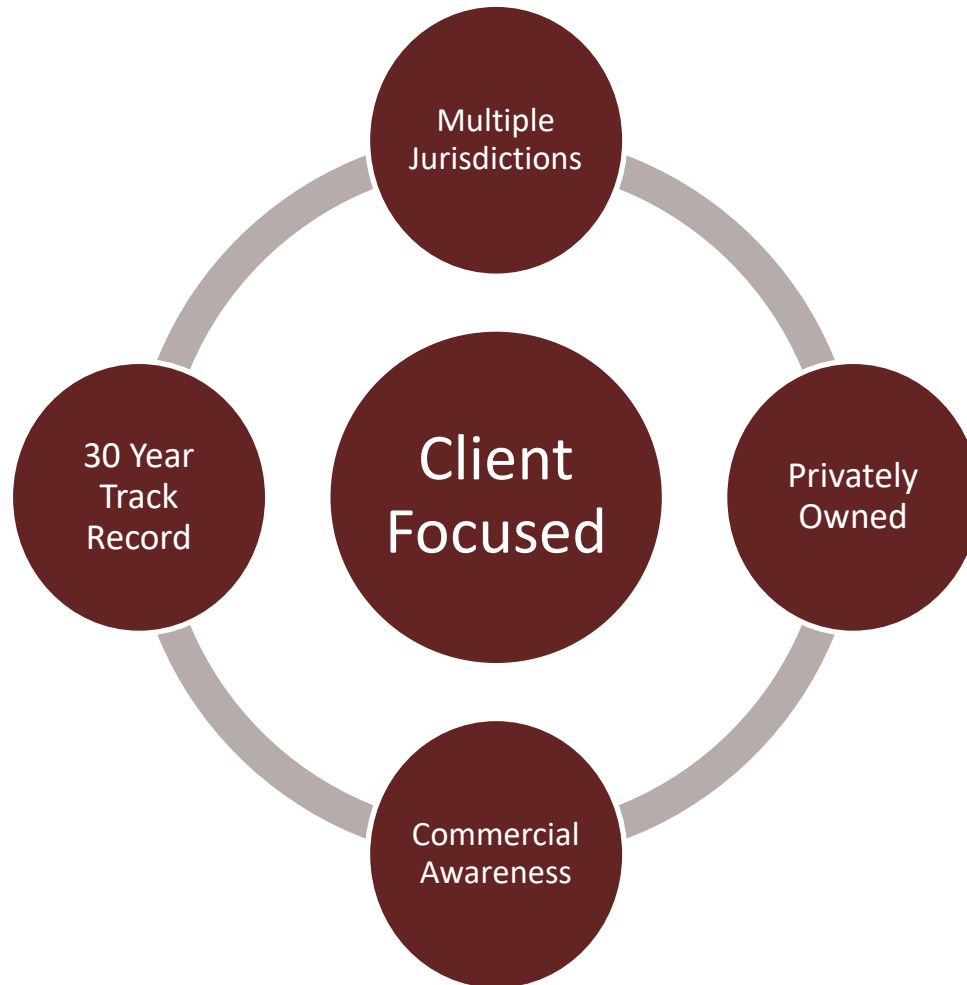 Multiple
Jurisdictions
30 Year
Track
Record
Client
Focused
Privately
Owned
Commercial
Awareness